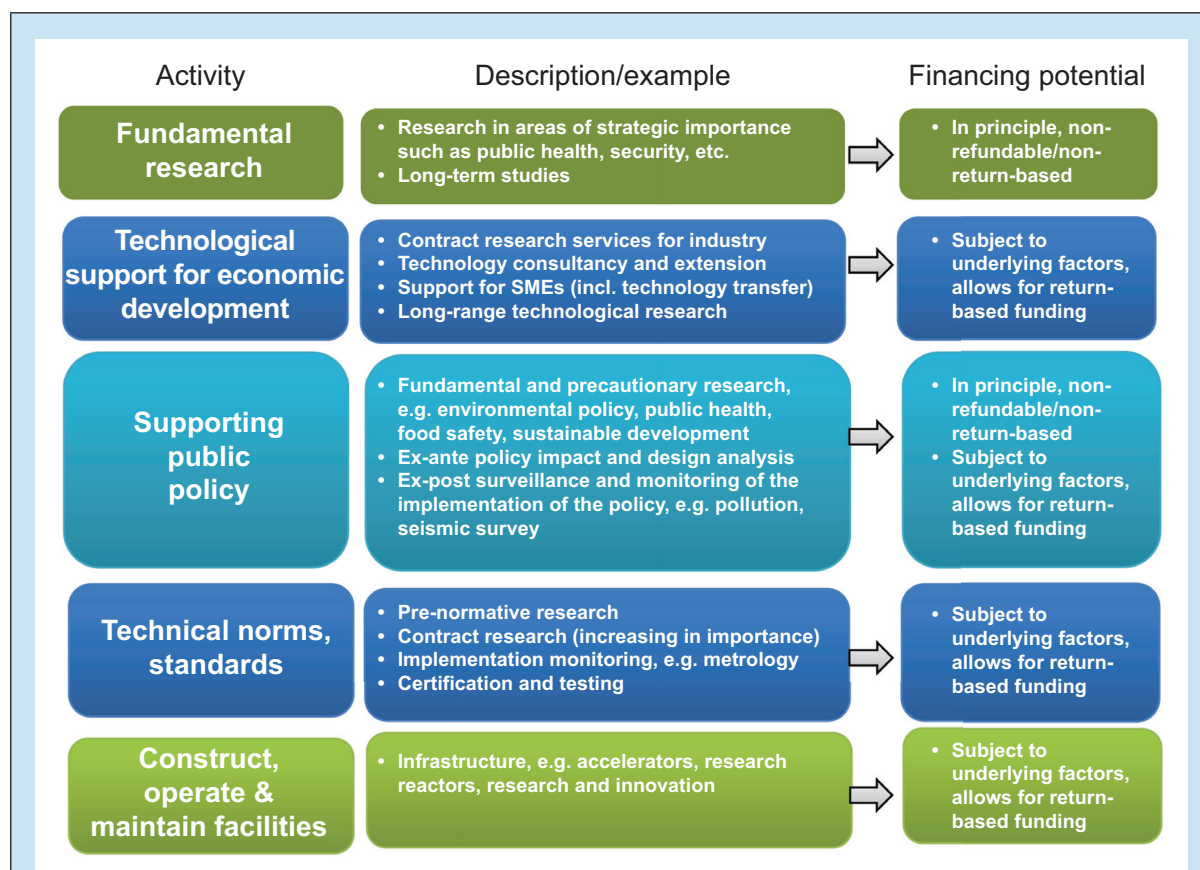 Activity
Description/example
Financing potential
Fundamental
research
• Research in areas of strategic importance
such as public health, security, etc.
• Long-term studies
• In principle, non-
refundable/non-
return-based
Technological
support for economic
development
• Contract research services for industry
• Technology consultancy and extension
• Support for SMEs (incl. technology transfer)
• Long-range technological research
• Subject to
underlying factors,
allows for return-
based funding
Supporting
public
policy
• Fundamental and precautionary research,
e.g. environmental policy, public health,
food safety, sustainable development
• Ex-ante policy impact and design analysis
• Ex-post surveillance and monitoring of the
implementation of the policy, e.g. pollution,
seismic survey
• In principle, non-
refundable/non-
return-based
• Subject to
underlying factors,
allows for return-
based funding
Technical norms,
standards
• Pre-normative research
• Contract research (increasing in importance)
• Implementation monitoring, e.g. metrology
• Certification and testing
• Subject to
underlying factors,
allows for return-
based funding
Construct,
operate &
maintain facilities
• Infrastructure, e.g. accelerators, research
reactors, research and innovation
• Subject to
underlying factors,
allows for return-
based funding